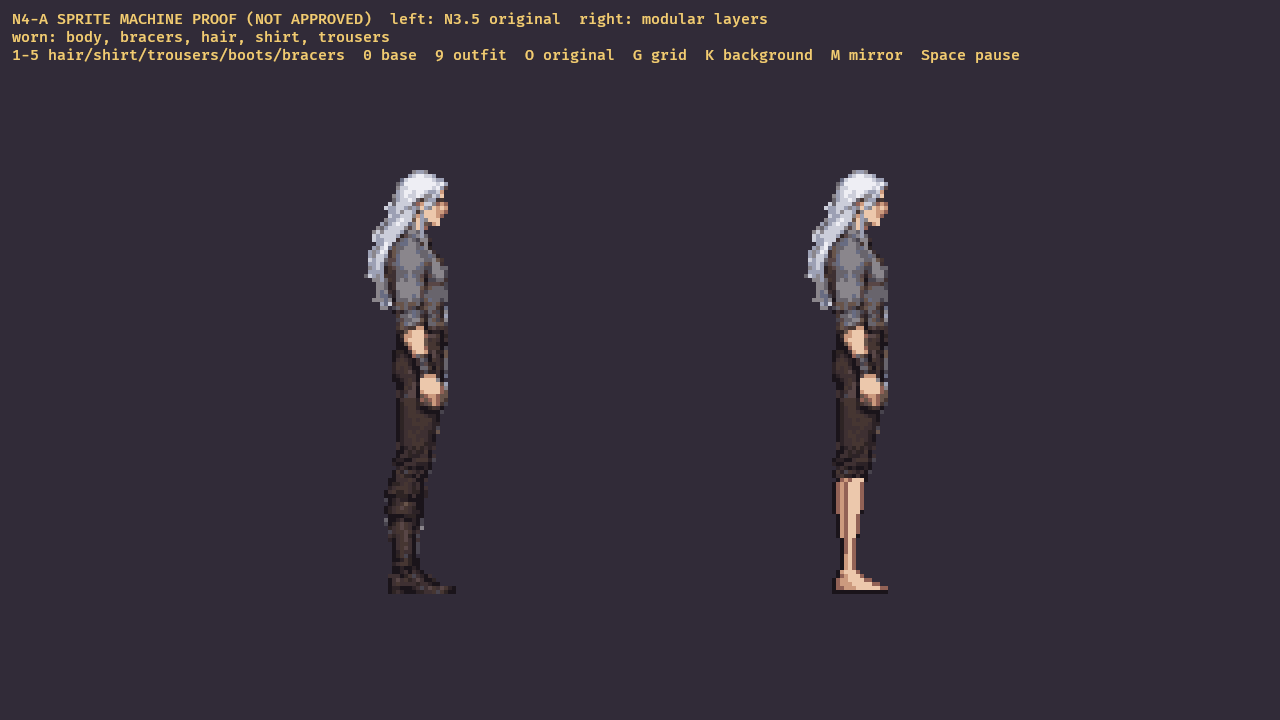 N4-A SPRITE MACHINE PROOF (NOT APPROVED)  left: N3.5 original  right: modular layers
worn: body, bracers, hair, shirt, trousers
1-5 hair/shirt/trousers/boots/bracers  0 base  9 outfit  O original  G grid  K background  M mirror  Space pause